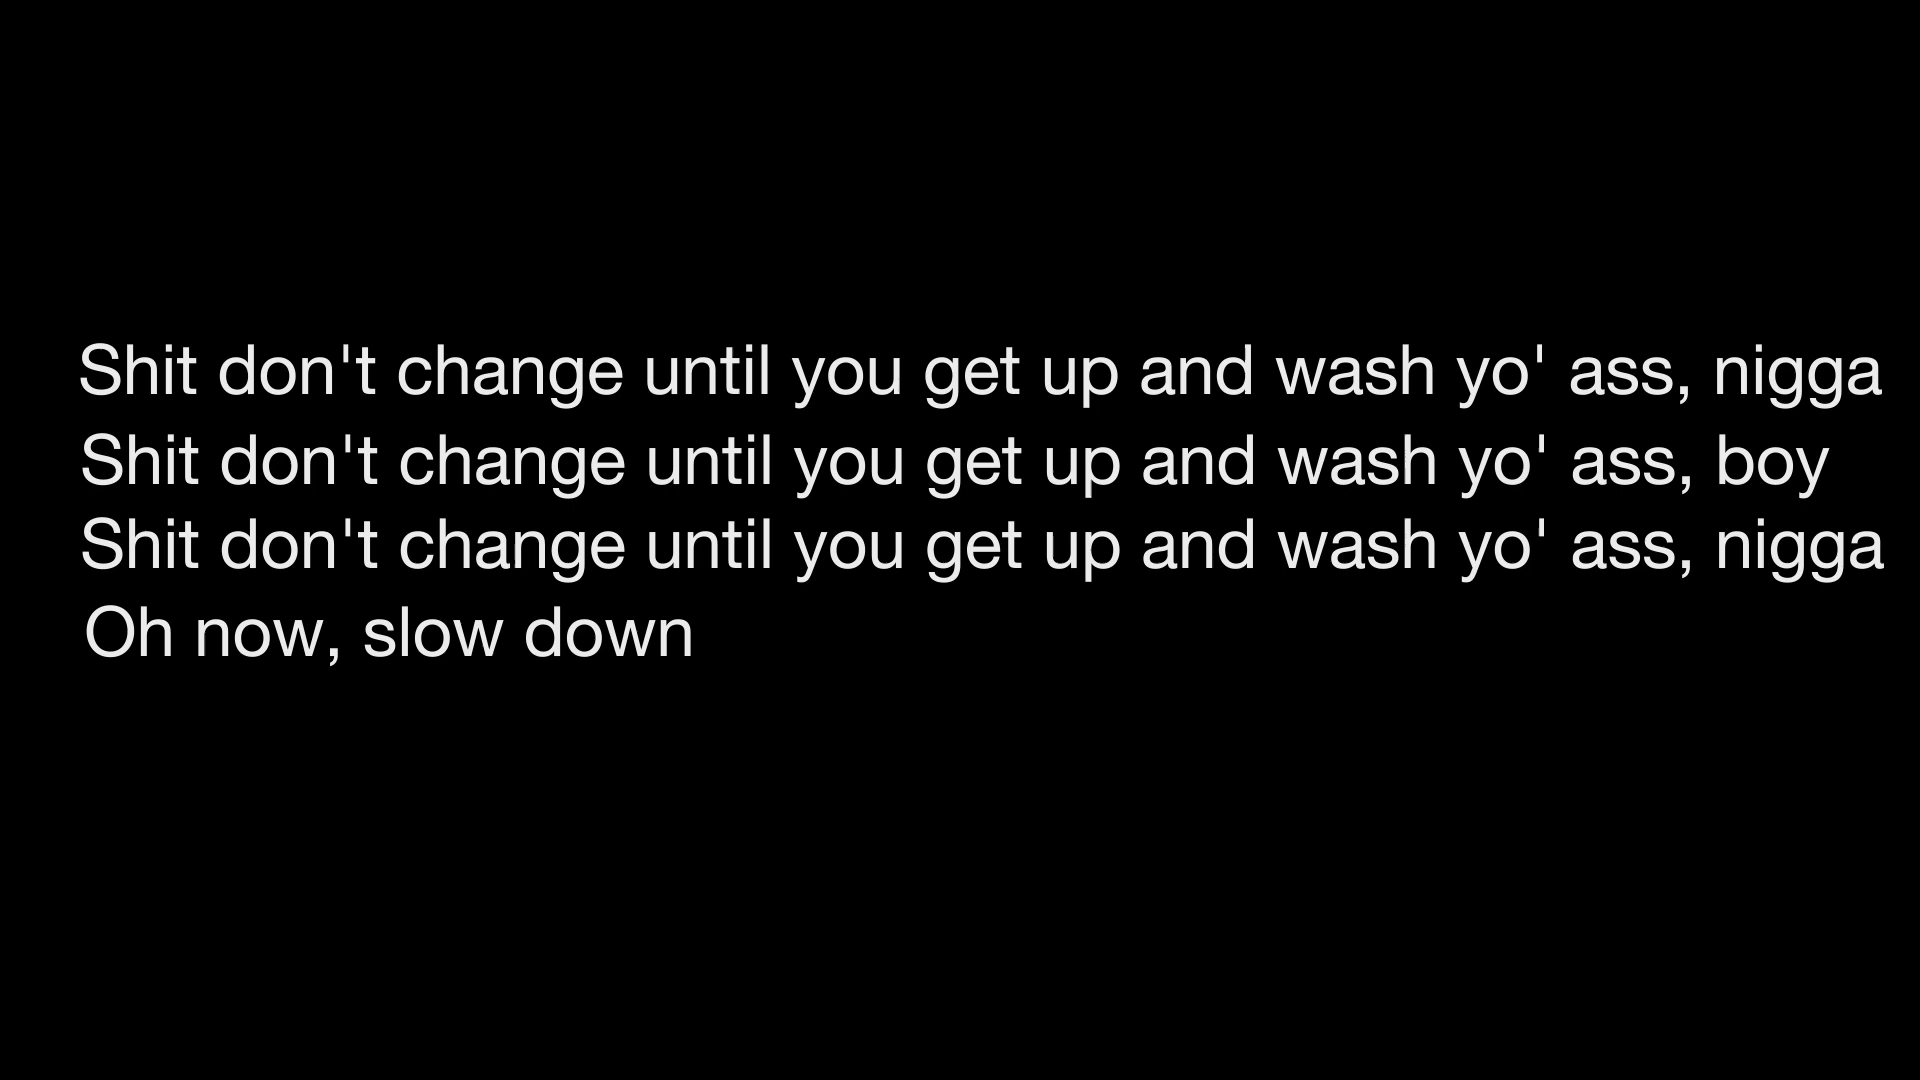 Shit don't change until you get up and wash yo' ass, nigga
Shit don't change until you get up and wash yo' ass, boy
Shit don't change until you get up and wash yo' ass, nigga
Oh now, slow down